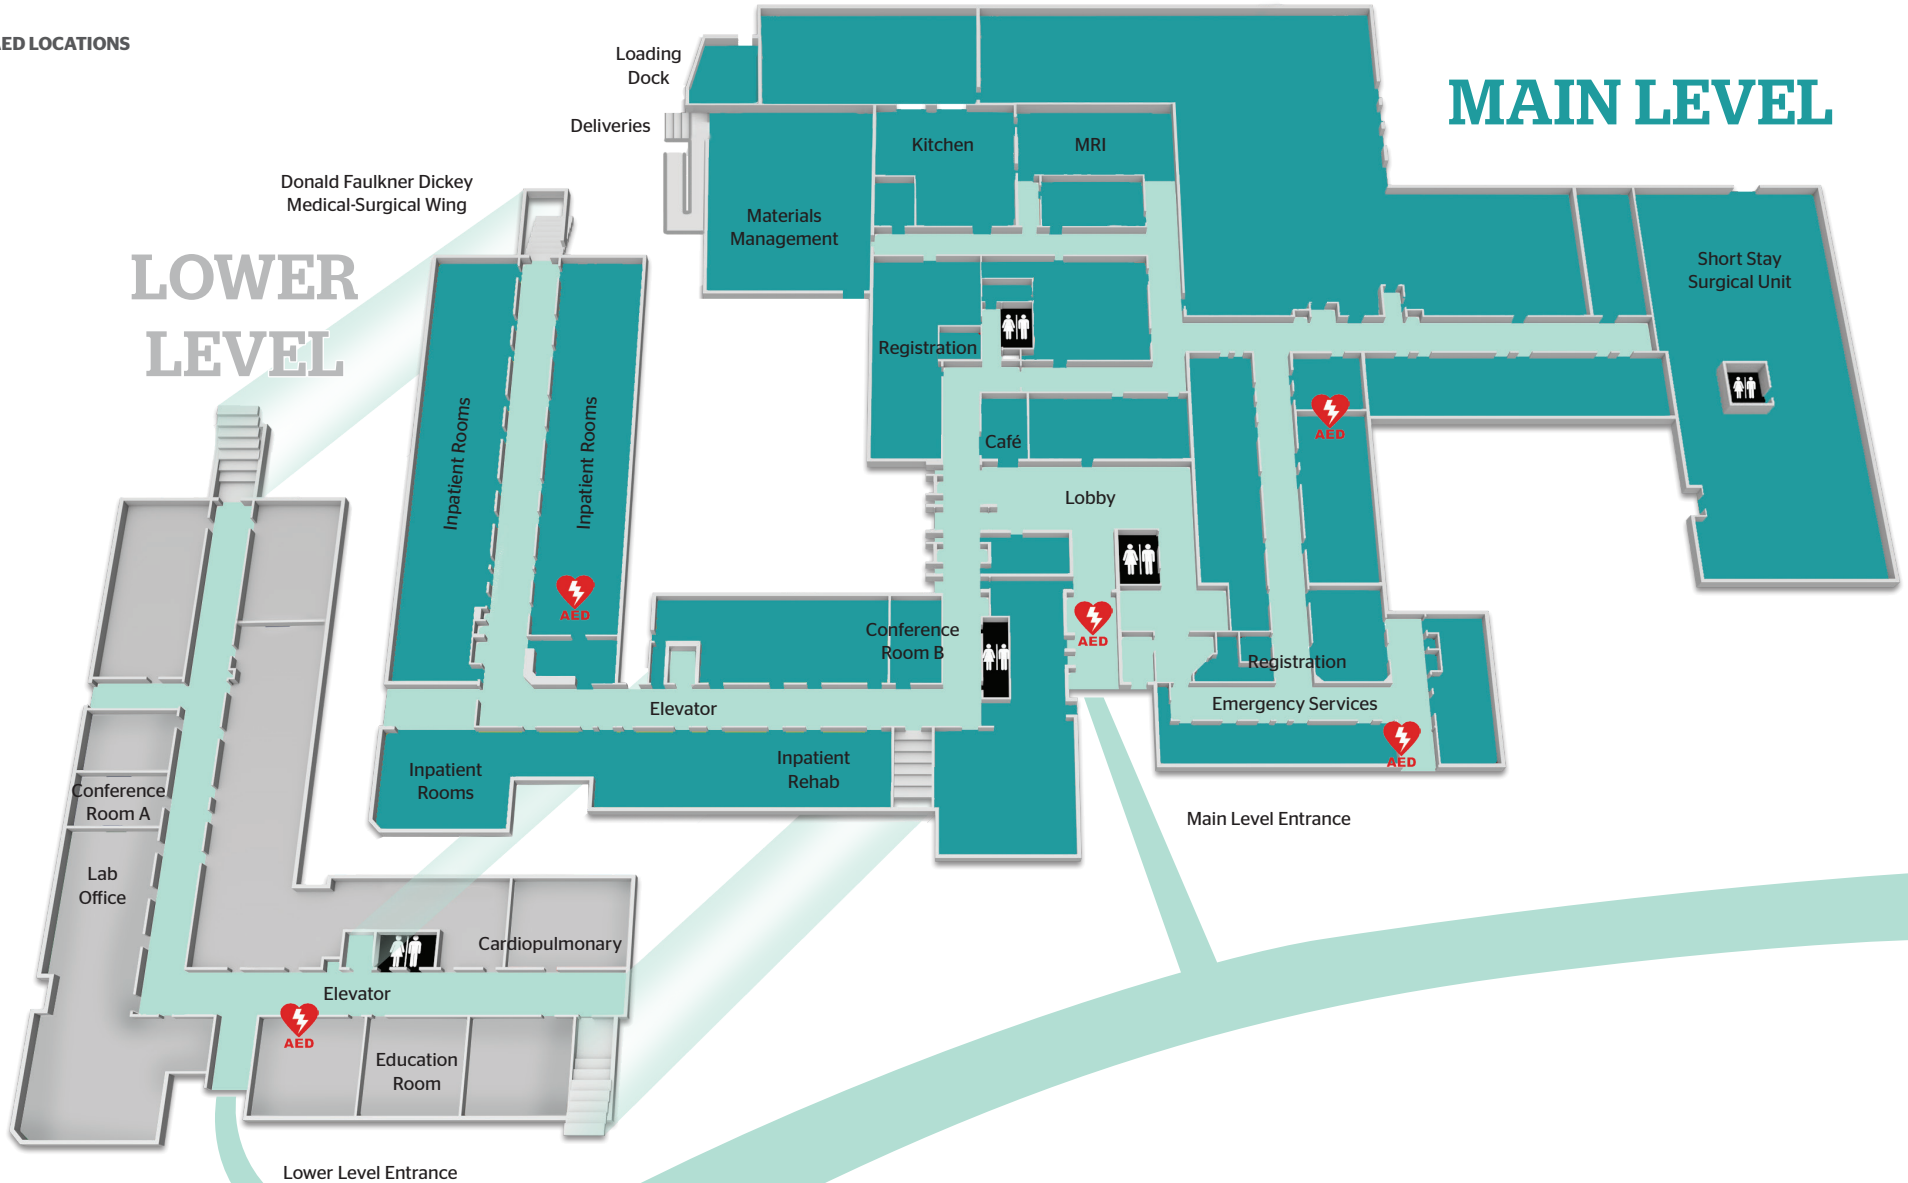 AED LOCATIONS
MAIN LEVEL
Loading
Dock
Deliveries
Kitchen
MRI
Donald Faulkner Dickey
Medical-Surgical Wing
Materials
Management
LOWER
LEVEL
Short Stay
Surgical Unit
Registration
Inpatient Rooms
Inpatient Rooms
AED
Café
Lobby
AED
Conference
Room B
AED
Registration
Elevator
Emergency Services
AED
Inpatient
Rooms
Inpatient
Rehab
Main Level Entrance
Conference
Room A
Lab
Office
Cardiopulmonary
Elevator
AED
Education
Room
Lower Level Entrance